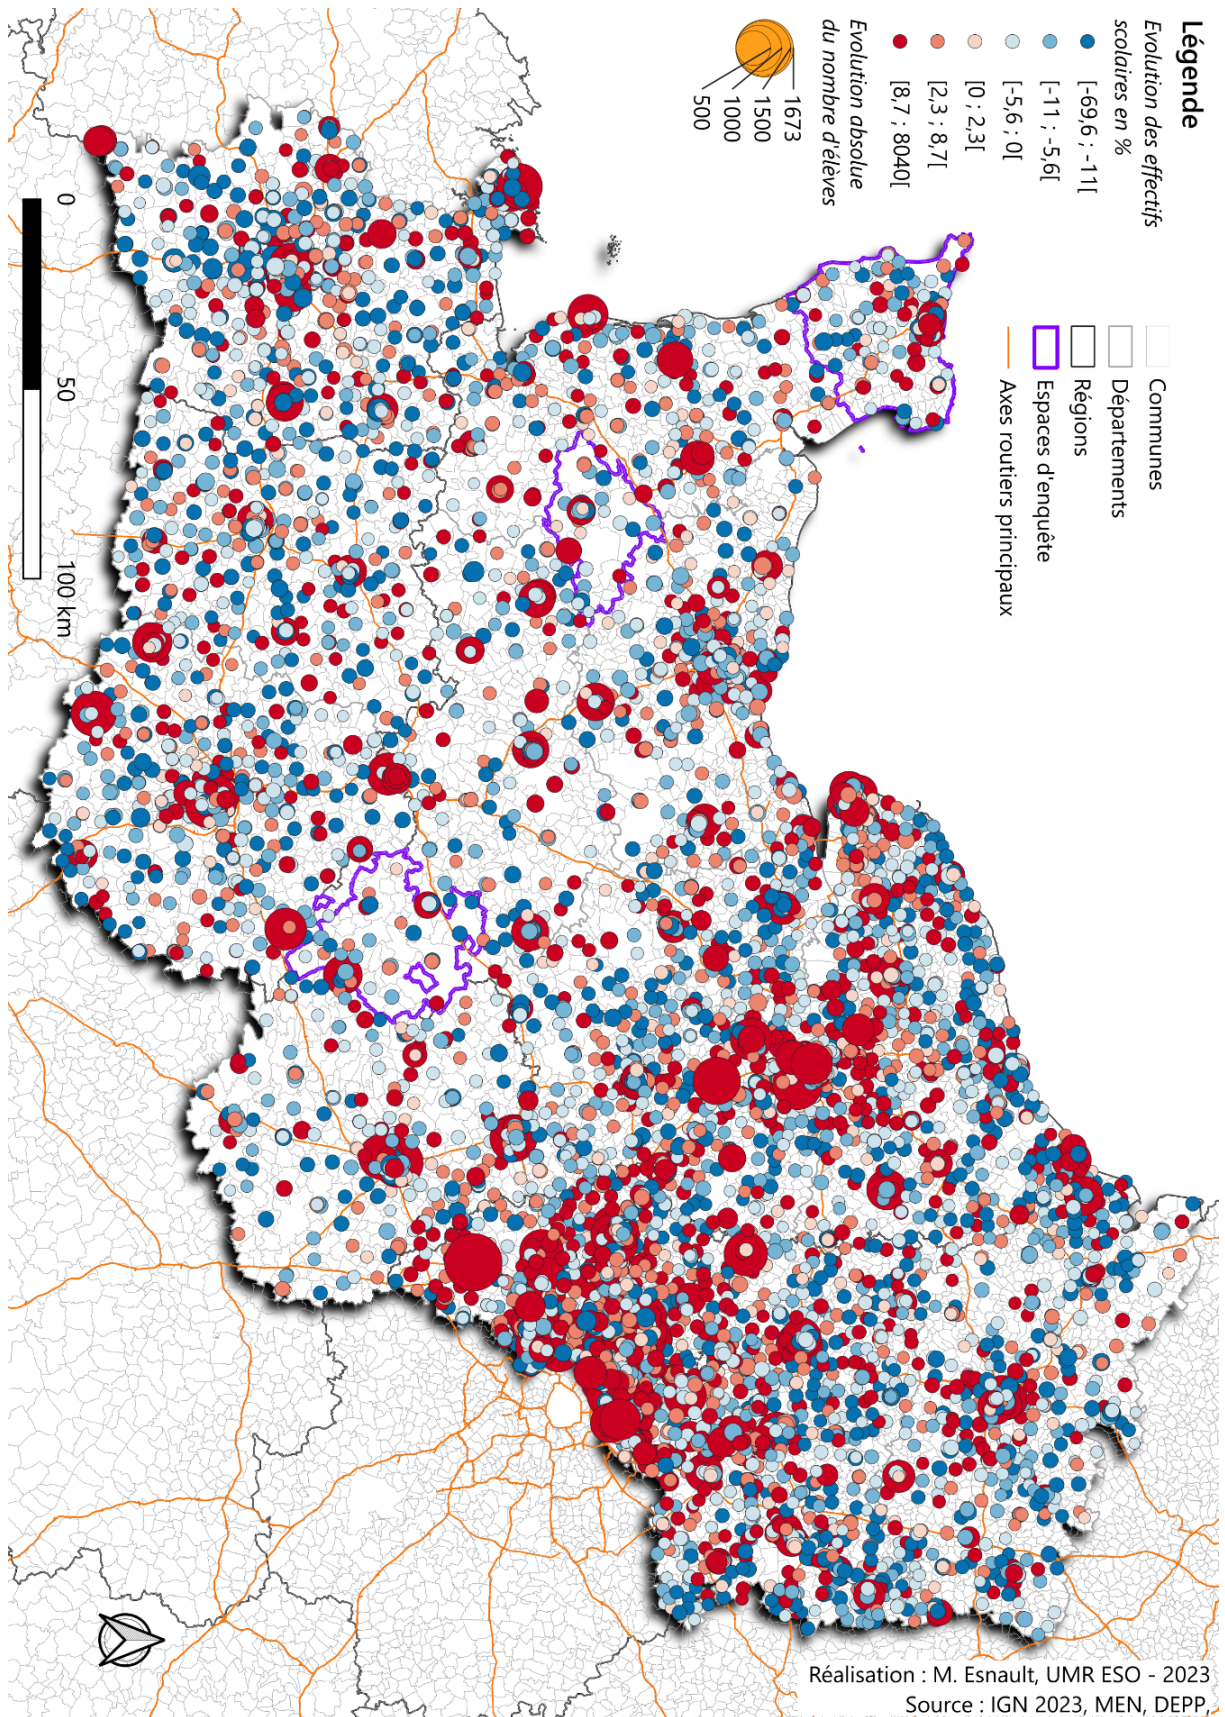 Légende
Evolution des effectifs
scolaires en %
[-69,6 ; -11[
[-11 ; -5,6[
[-5,6 ; 0[
[0 ; 2,3[
[2,3 ; 8,7[
[8,7 ; 8040[
Evolution absolue
du nombre d'élèves
1673
1500
1000
500
Communes
Départements
Régions
Espaces d'enquête
Axes routiers principaux
0
50
100 km
Réalisation : M. Esnault, UMR ESO - 2023
Source : IGN 2023, MEN, DEPP,